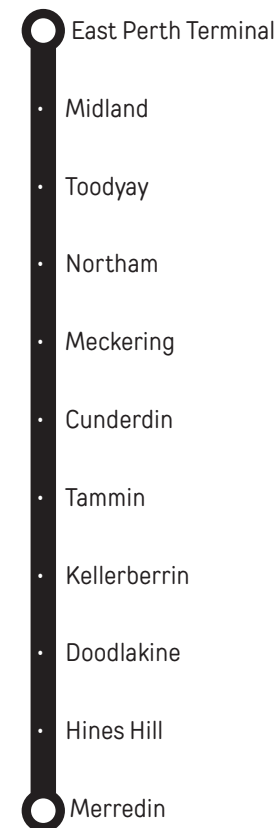 East Perth Terminal
Midland
Toodyay
Northam
Meckering
Cunderdin
Tammin
Kellerberrin
Doodlakine
Hines Hill
Merredin